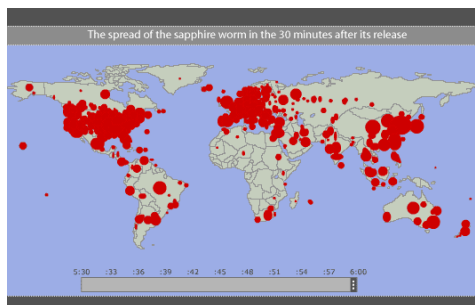 The spread of the sapphire worm in the 30 minutes after its release
5:30 :33 :36 :39 :42 :45 :48 :51 :54 :57 6:00